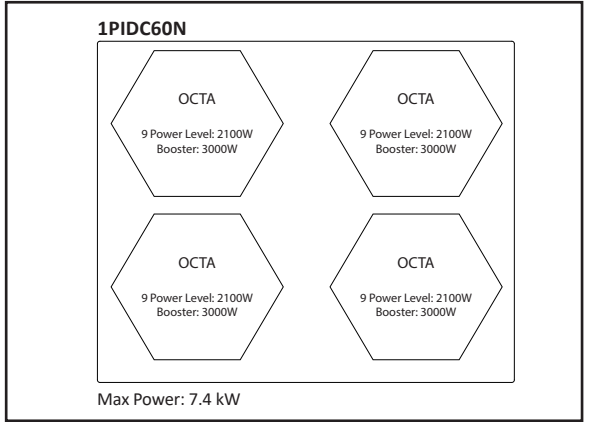 1PIDC60N
OCTA
9 Power Level: 2100W
Booster: 3000W
OCTA
9 Power Level: 2100W
Booster: 3000W
OCTA
9 Power Level: 2100W
Booster: 3000W
OCTA
9 Power Level: 2100W
Booster: 3000W
Max Power: 7.4 kW